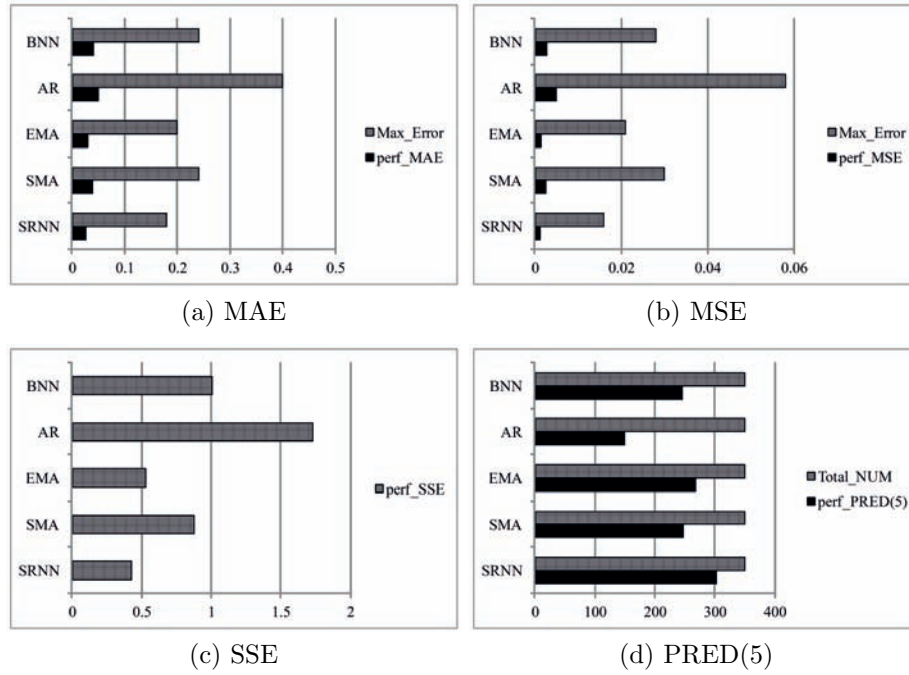 BNN
AR
EMA
SMA
SRNN
0 0.1 0.2 0.3 0.4 0.5
Max_Error
perf_MAE
(a) MAE
BNN
AR
EMA
SMA
SRNN
0 0.02 0.04 0.06
Max_Error
perf_MSE
(b) MSE
BNN
AR
EMA
SMA
SRNN
0 0.5 1 1.5 2
perf_SSE
(c) SSE
BNN
AR
EMA
SMA
SRNN
0 100 200 300 400
Total_NUM
perf_PRED(5)
(d) PRED(5)